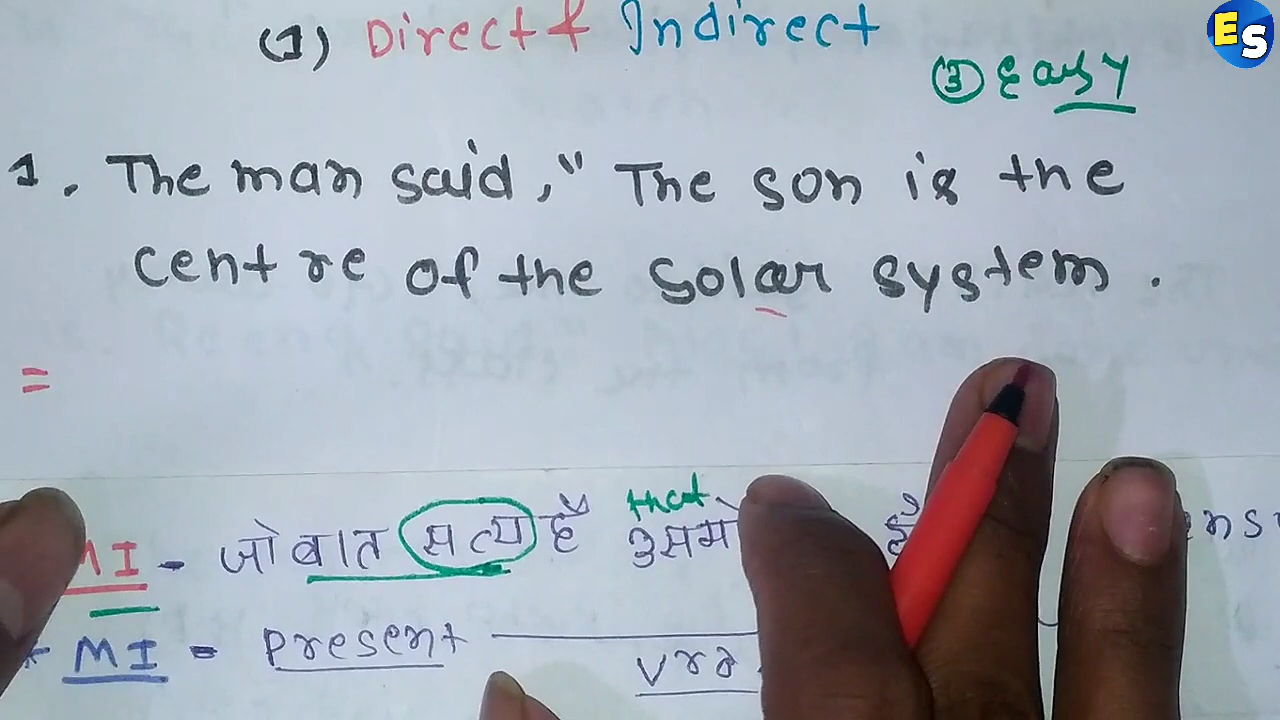 (1) Direct & Indirect
ES
③ easy
1. The man said," The son is the
centre of the solar system.
=
that
MI - जो बात सत्य है उसमे
* MI = Present